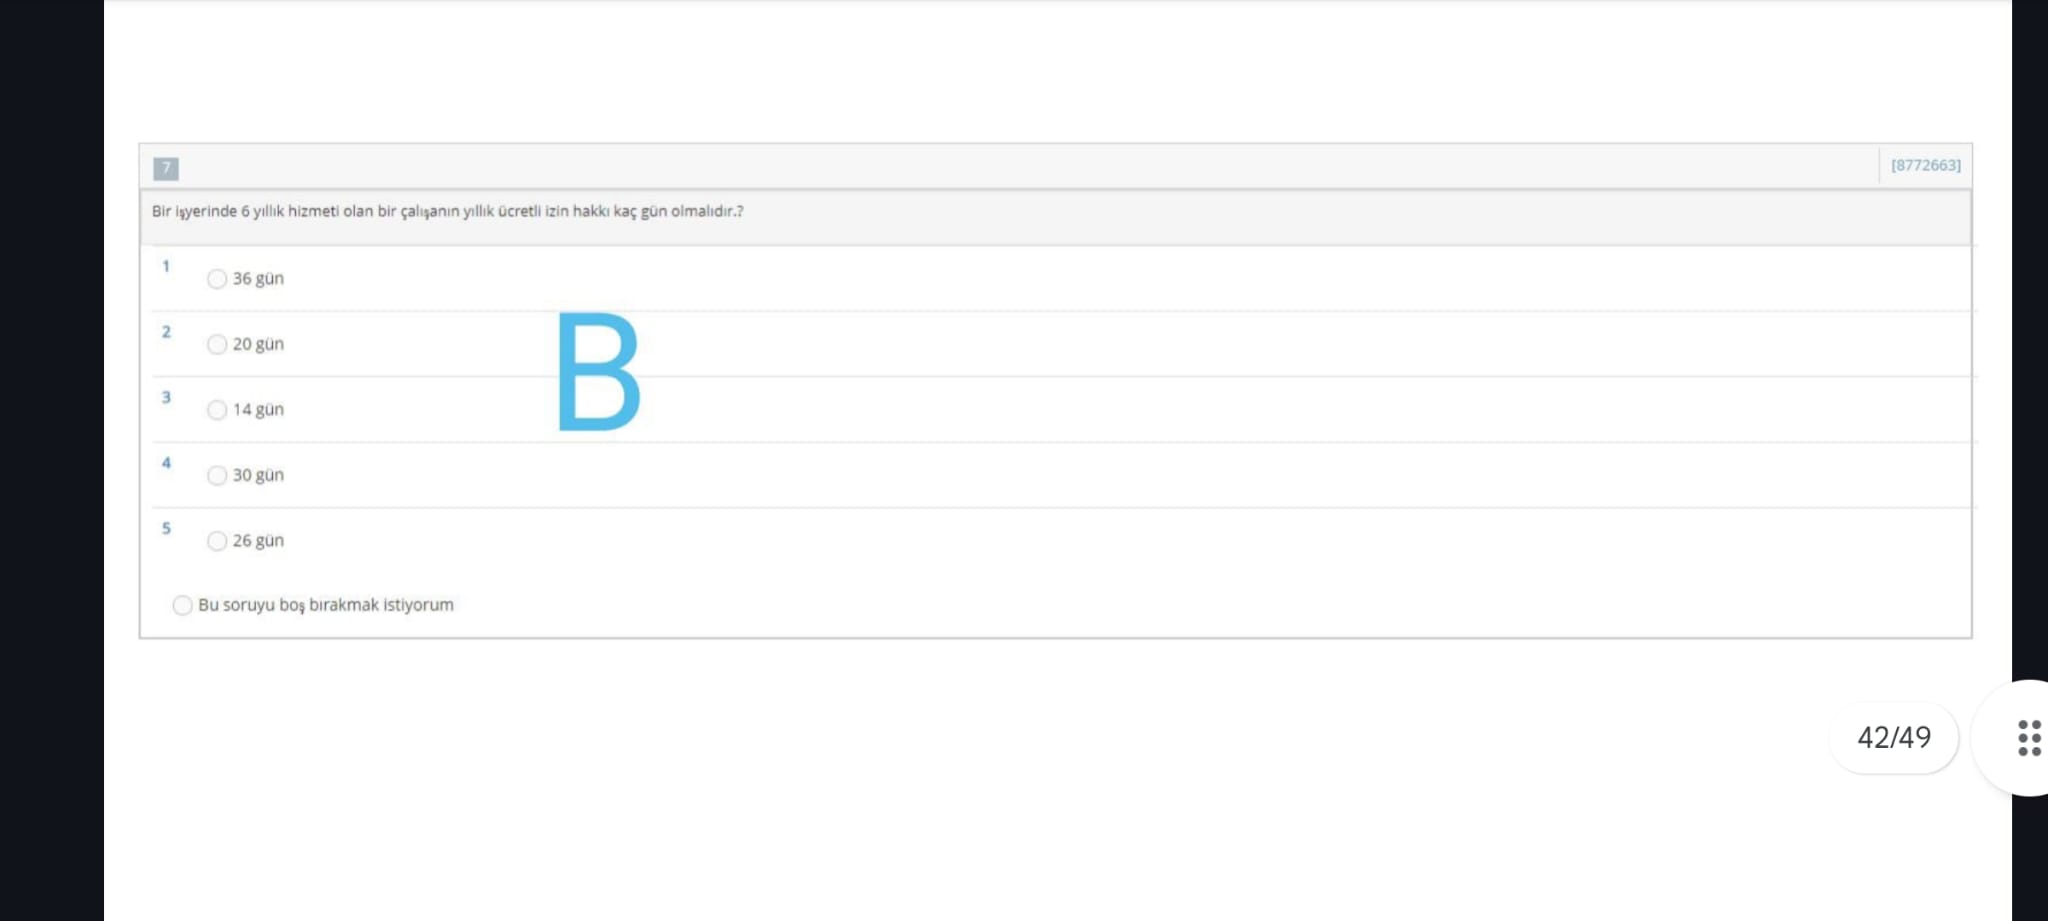 7
[8772663]
Bir işyerinde 6 yıllık hizmeti olan bir çalışanın yıllık ücretli izin hakkı kaç gün olmalıdır.?
1
36 gün
2
20 gün
B
3
14 gün
4
30 gün
5
26 gün
Bu soruyu boş bırakmak istiyorum
42/49